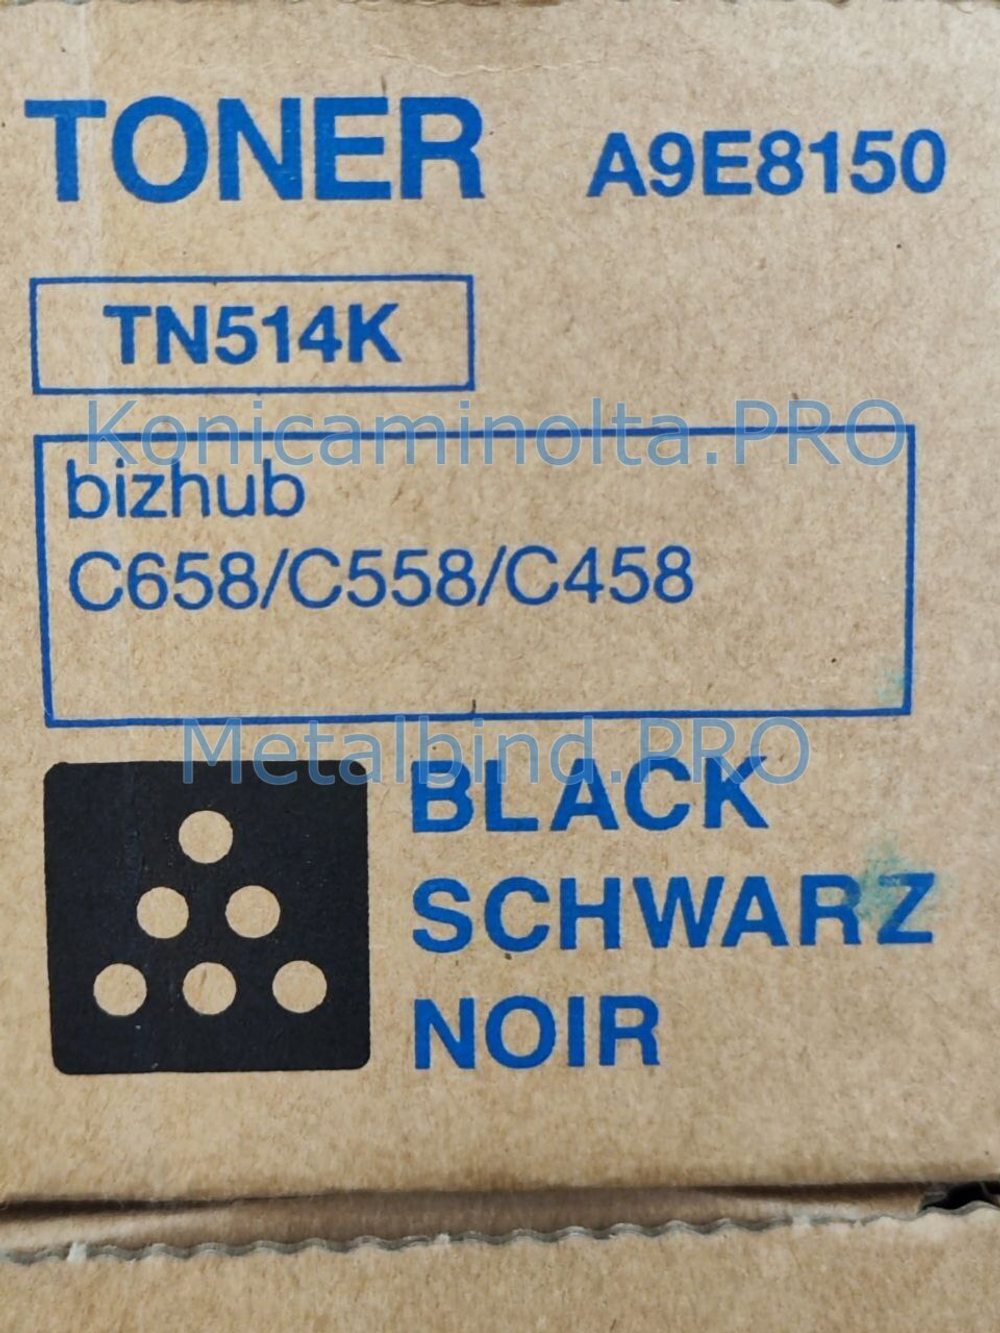 TONER A9E8150
TN514K
Konicaminolta.PRO
bizhub
C658/C558/C458
Metalbind.PRO
BLACK
SCHWARZ
NOIR